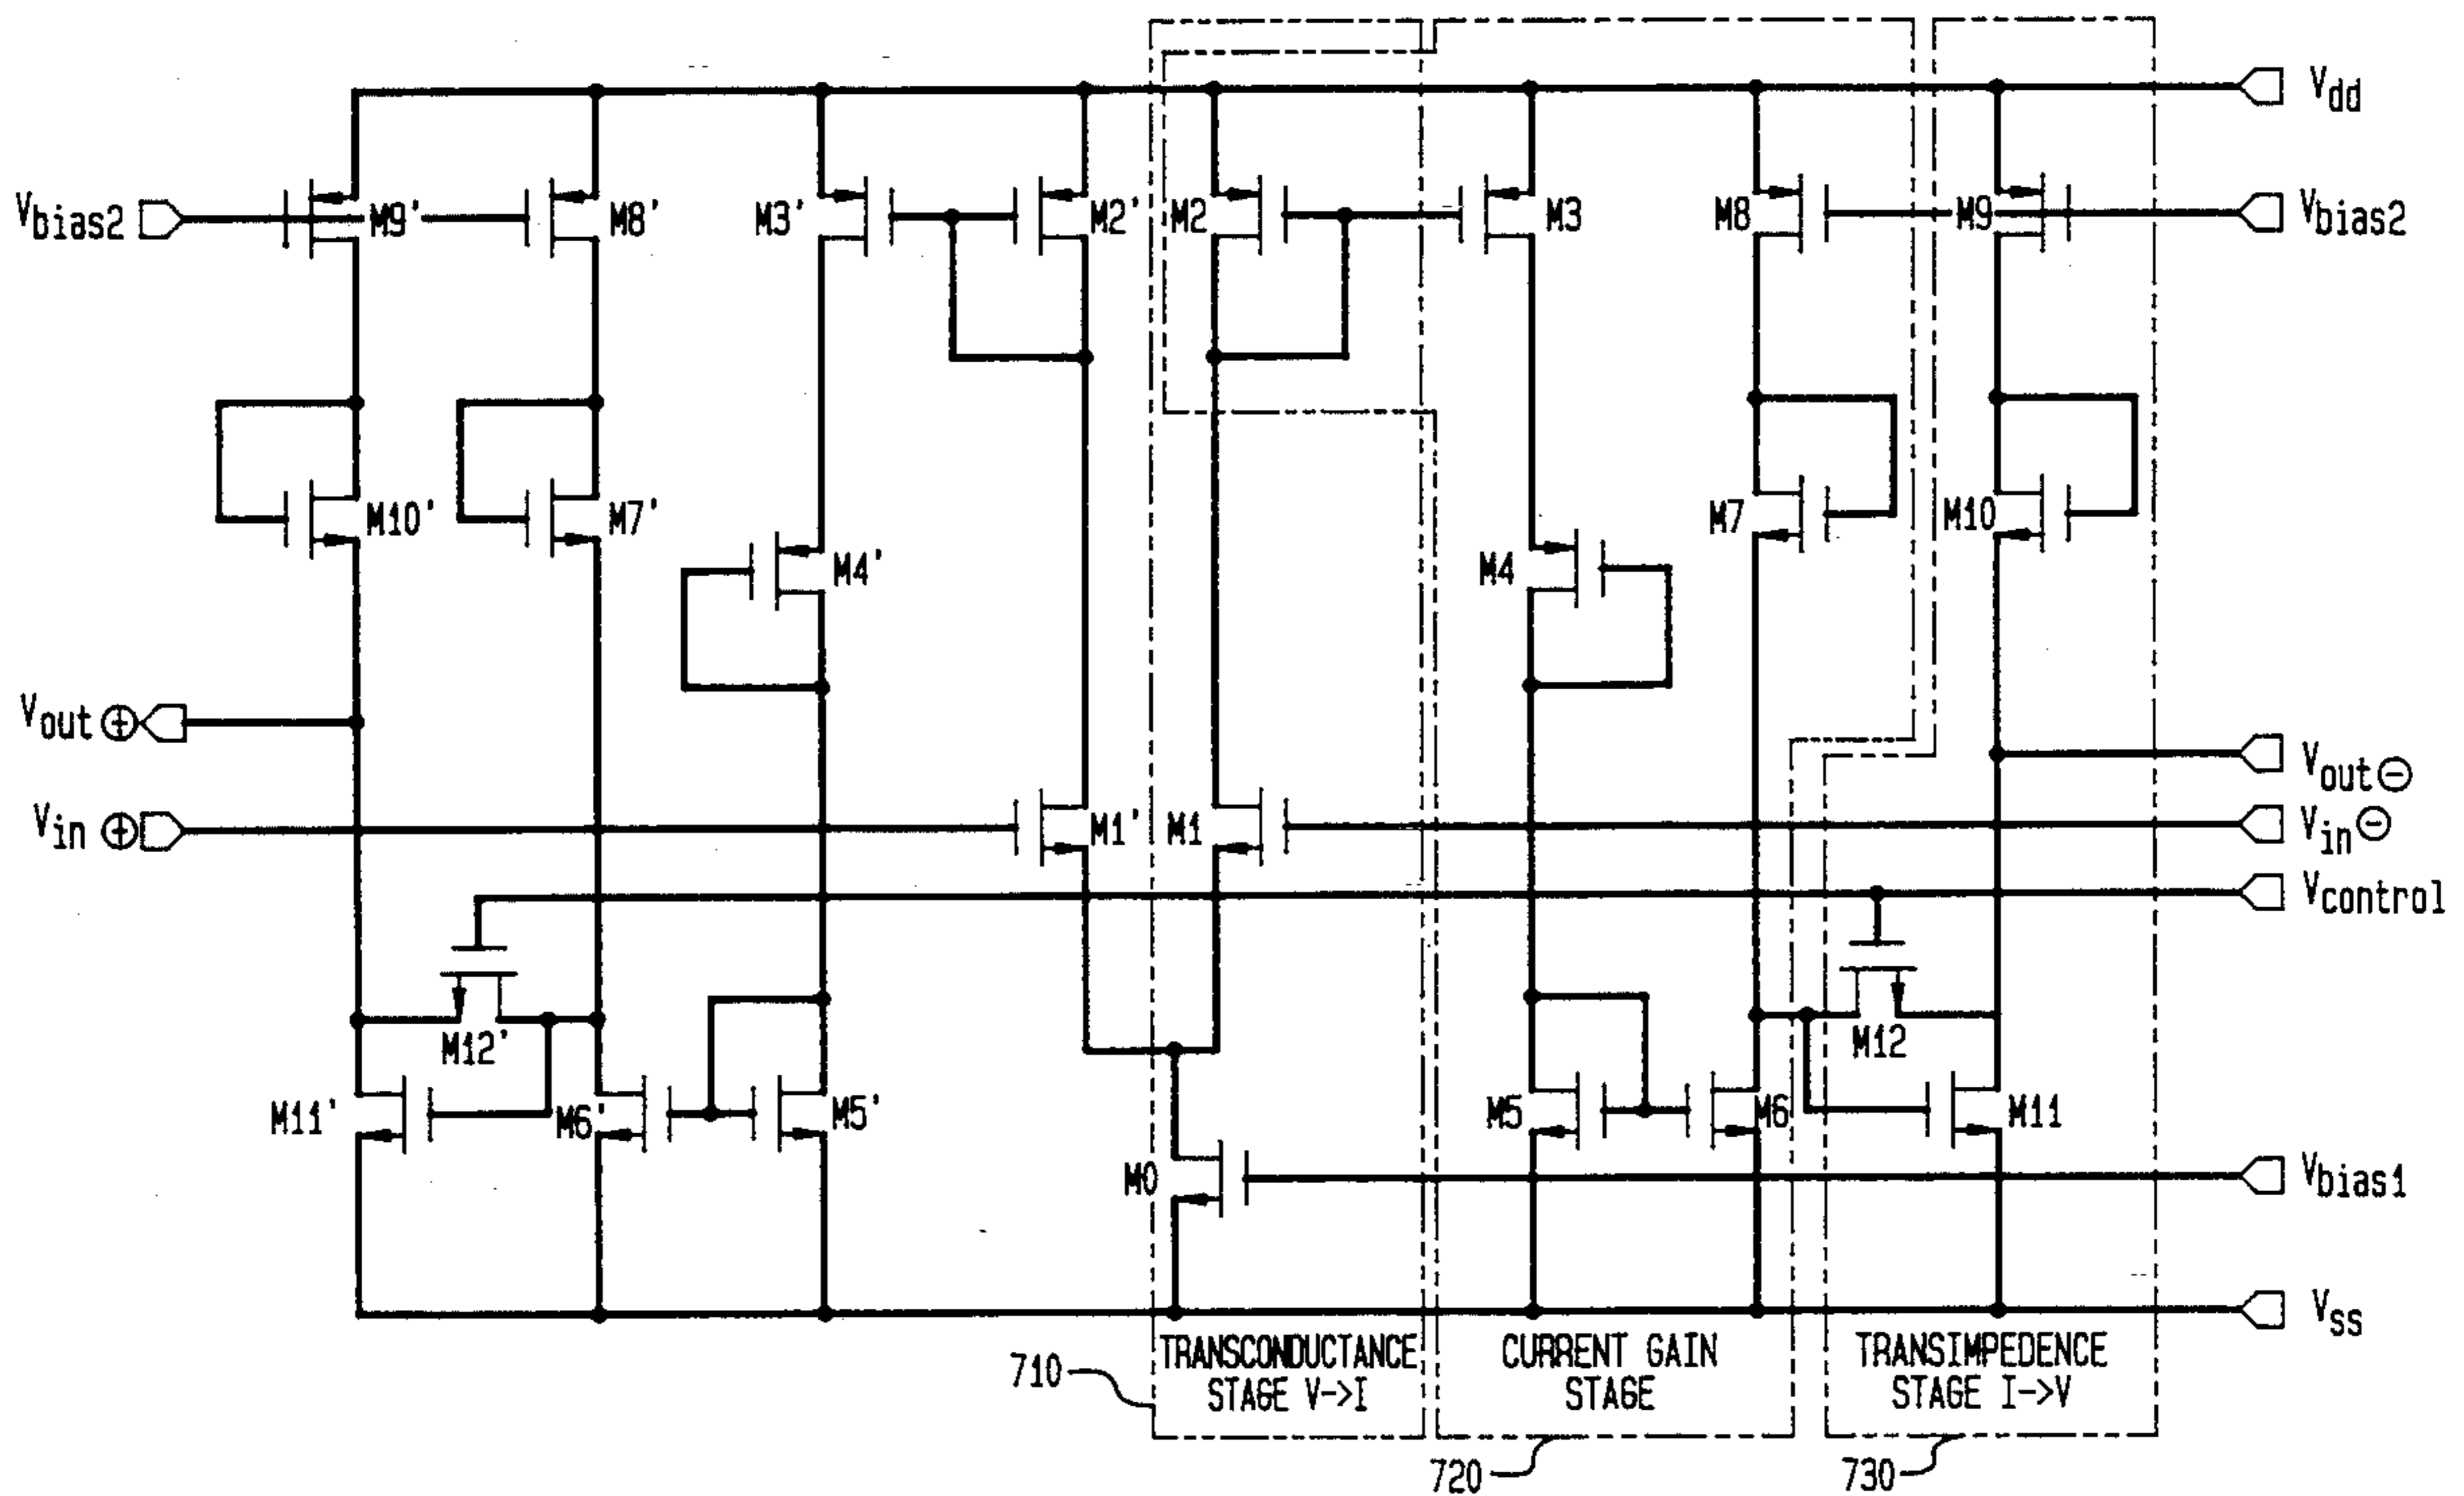 Vdd
Vbias2 M9' M8' M3' M2' M2 M3 M8 M9 Vbias2
M10' M7' M4' M4 M7 M10
Vout ⊕ Vout ⊖
Vin ⊕ M1' M1 Vin ⊖
Vcontrol
M12' M12
M11' M6' M5' M5 M6 M11
M0 Vbias1
Vss
710 TRANSCONDUCTANCE
STAGE V->I
CURRENT GAIN
STAGE
TRANSIMPEDENCE
STAGE I->V
720 730